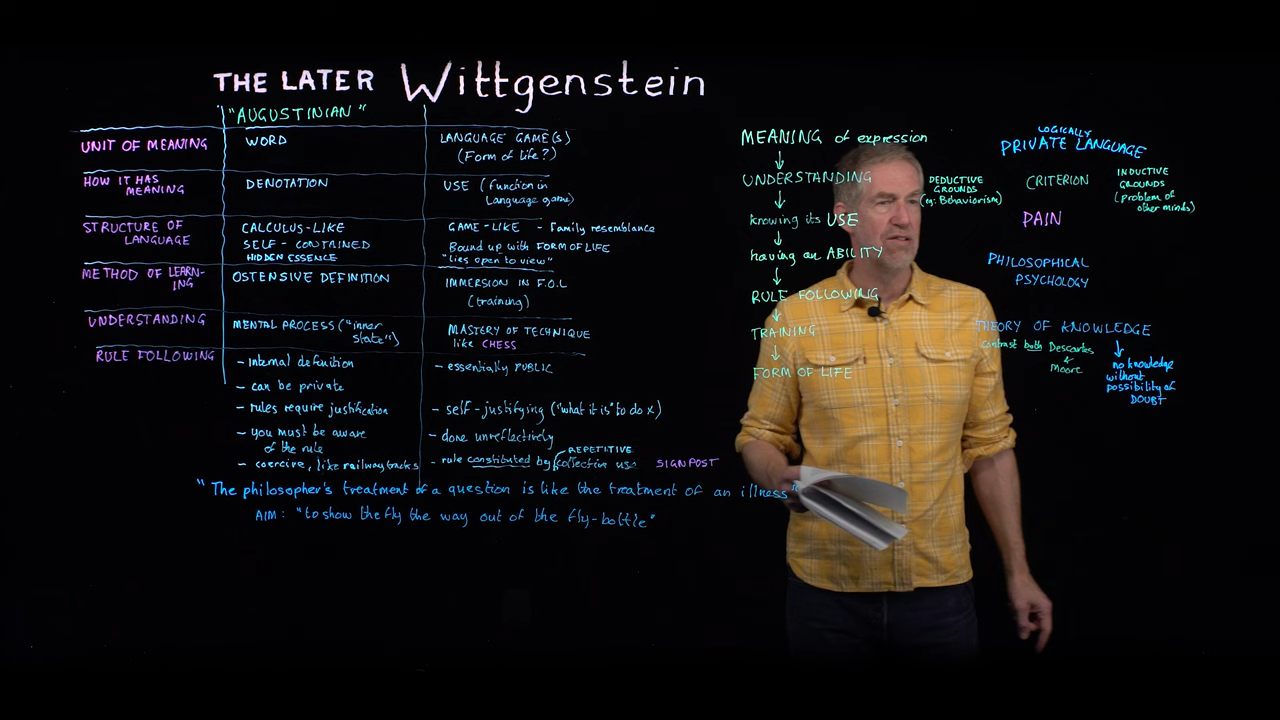 THE LATER Wittgenstein
"AUGUSTINIAN"
UNIT OF MEANING
WORD
LANGUAGE GAME(S)
(Form of life?)
HOW IT HAS
MEANING
DENOTATION
USE (function in
Language game)
STRUCTURE OF
LANGUAGE
CALCULUS-LIKE
SELF-CONTAINED
HIDDEN ESSENCE
GAME-LIKE - Family resemblance
Bound up with FORM OF LIFE
"lies open to view"
METHOD OF LEARN-
ING
OSTENSIVE DEFINITION
IMMERSION IN F.O.L
(training)
UNDERSTANDING
MENTAL PROCESS ("inner
state")
MASTERY OF TECHNIQUE
like CHESS
RULE FOLLOWING
- Internal definition
- can be private
- rules require justification
- you must be aware
of the rule
- coercive, like railway tracks
- essentially PUBLIC
- self-justifying ("what it is" to do x)
- done unreflectively
REPETITIVE
- rule constituted by collective use SIGNPOST
"The philosopher's treatment of a question is like the treatment of an illness"
AIM: "to show the fly the way out of the fly-bottle"
MEANING of expression
↓
UNDERSTANDING
↓
knowing its USE
↓
having an ABILITY
↓
RULE FOLLOWING
↓
TRAINING
↓
FORM OF LIFE
LOGICALLY
PRIVATE LANGUAGE
DEDUCTIVE
GROUNDS
(eg: Behaviorism)
CRITERION
INDUCTIVE
GROUNDS
(problem of
other minds)
PAIN
PHILOSOPHICAL
PSYCHOLOGY
THEORY OF KNOWLEDGE
contrast both Descartes
+
Moore
↓
no knowledge
without
possibility of
DOUBT